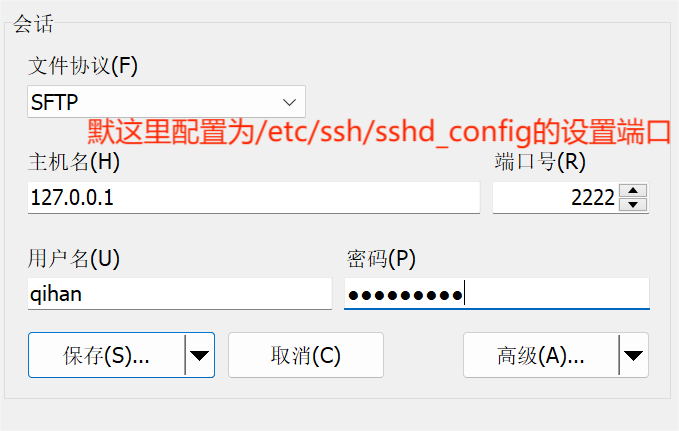 会话
文件协议(F)
SFTP
默这里配置为/etc/ssh/sshd_config的设置端口
主机名(H) 端口号(R)
127.0.0.1 2222
用户名(U) 密码(P)
qihan ●●●●●●●●●
保存(S)... 取消(C) 高级(A)...